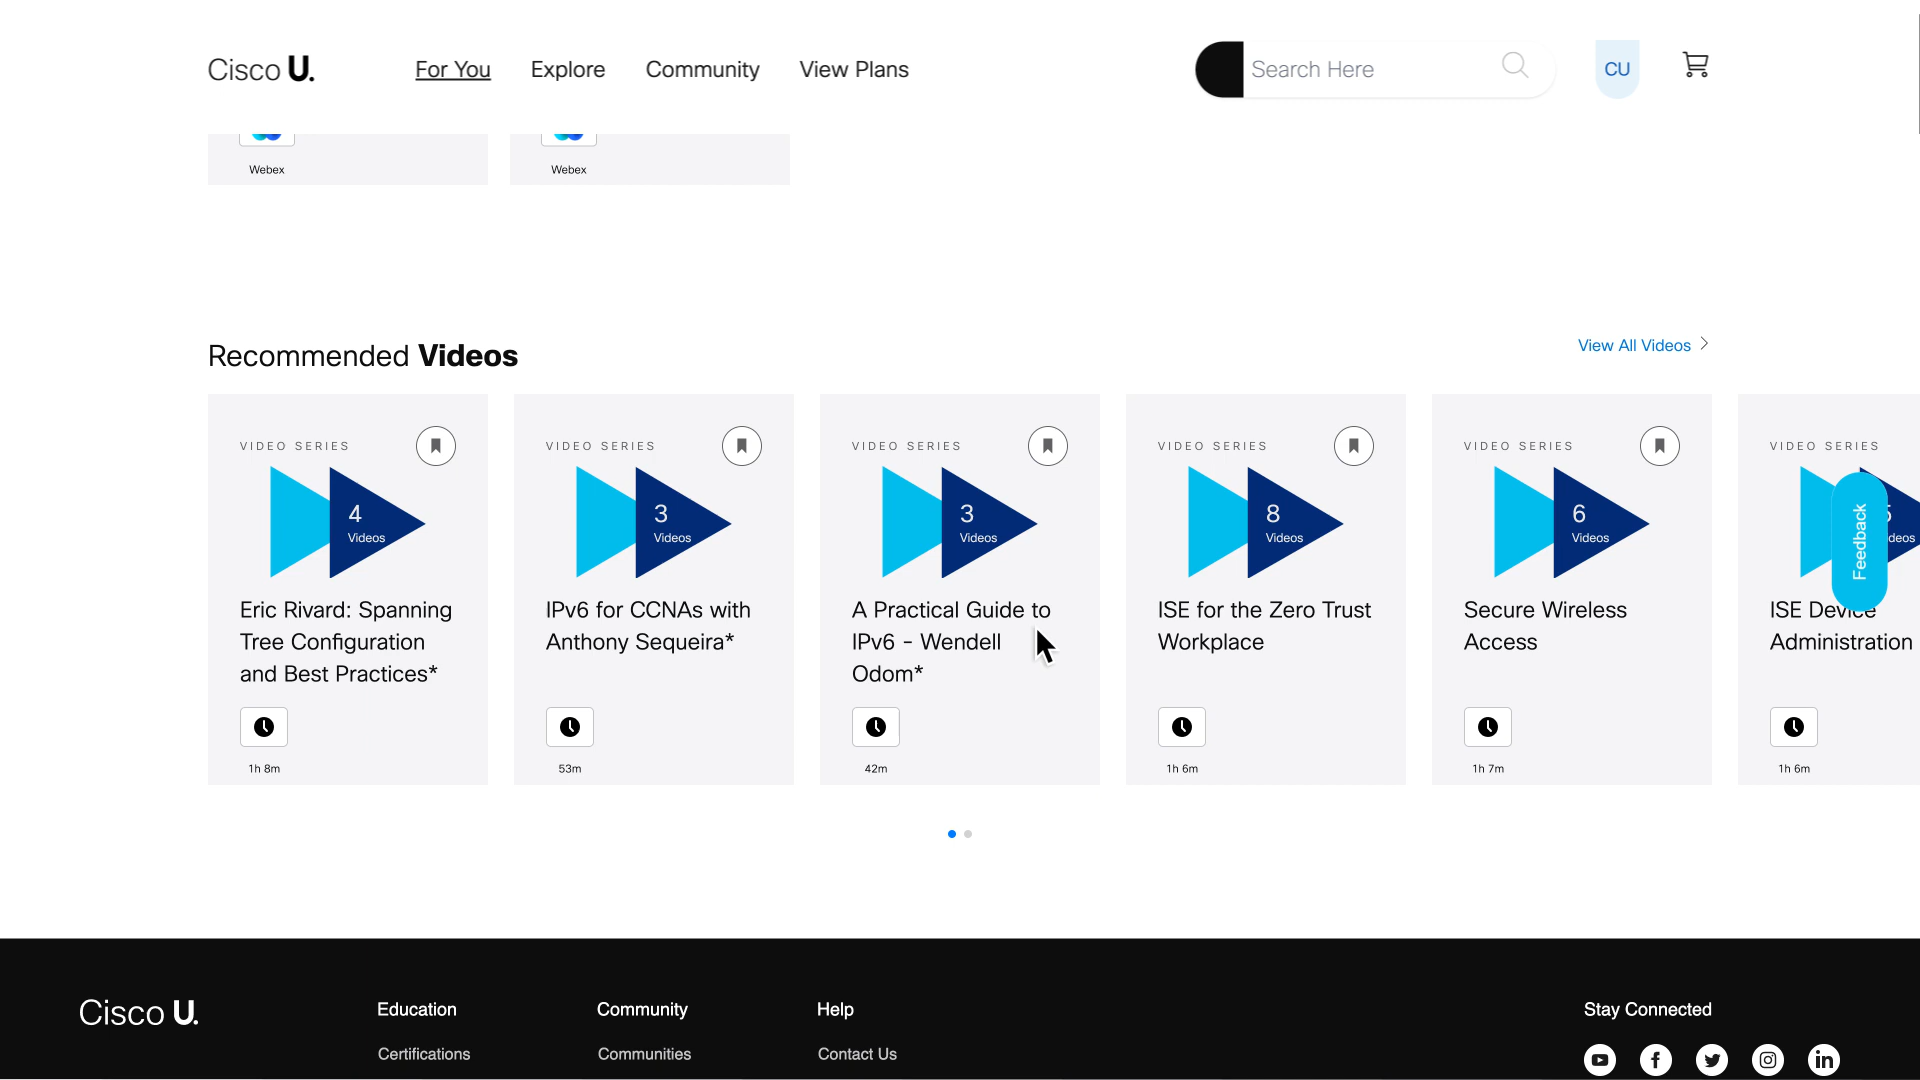 Cisco U.
For You
Explore
Community
View Plans
Search Here
CU
Webex
Webex
Recommended Videos
View All Videos
VIDEO SERIES
4
Videos
Eric Rivard: Spanning
Tree Configuration
and Best Practices*
1h 8m
VIDEO SERIES
3
Videos
IPv6 for CCNAs with
Anthony Sequeira*
53m
VIDEO SERIES
3
Videos
A Practical Guide to
IPv6 - Wendell
Odom*
42m
VIDEO SERIES
8
Videos
ISE for the Zero Trust
Workplace
1h 6m
VIDEO SERIES
6
Videos
Secure Wireless
Access
1h 7m
VIDEO SERIES
ISE Device
Administration
1h 6m
Feedback
Cisco U.
Education
Certifications
Community
Communities
Help
Contact Us
Stay Connected